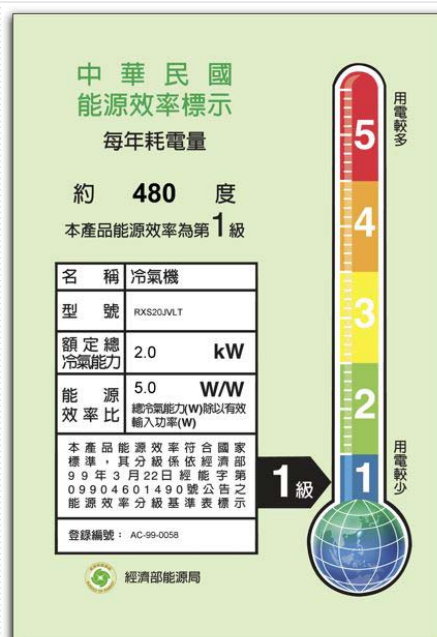 中華民國
能源效率標示
每年耗電量
約 480 度
本產品能源效率為第1級
名稱 冷氣機
型號 RXS20JVLT
額定總冷氣能力 2.0 kW
能源效率比 5.0 W/W
總冷氣能力(W)除以有效
輸入功率(W)
本產品能源效率符合國家
標準，其分級係依經濟部
99年3月22日經能字第
09904601490號公告之
能源效率分級基準表標示
登錄編號： AC-99-0058
經濟部能源局
用電較多
5
4
3
2
1
用電較少
1級